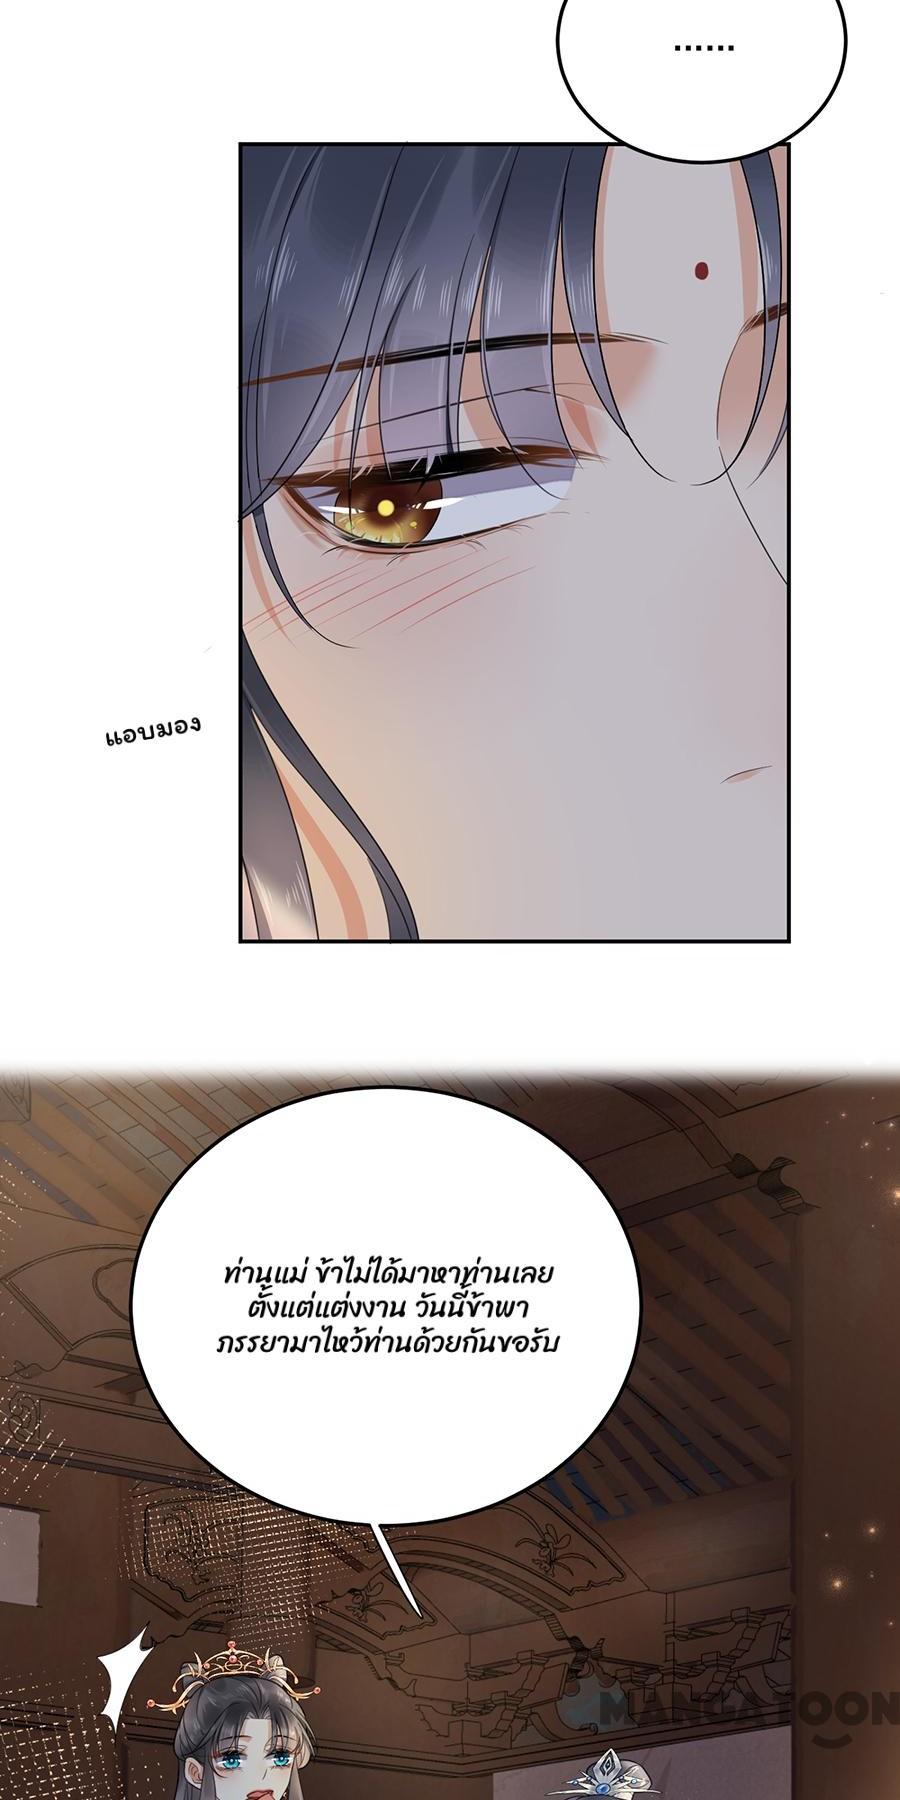 ......
แอบมอง
ท่านแม่ ข้าไม่ได้มาหาท่านเลย
ตั้งแต่แต่งงาน วันนี้ข้าพา
ภรรยามาไหว้ท่านด้วยกันขอรับ
MANGATOON